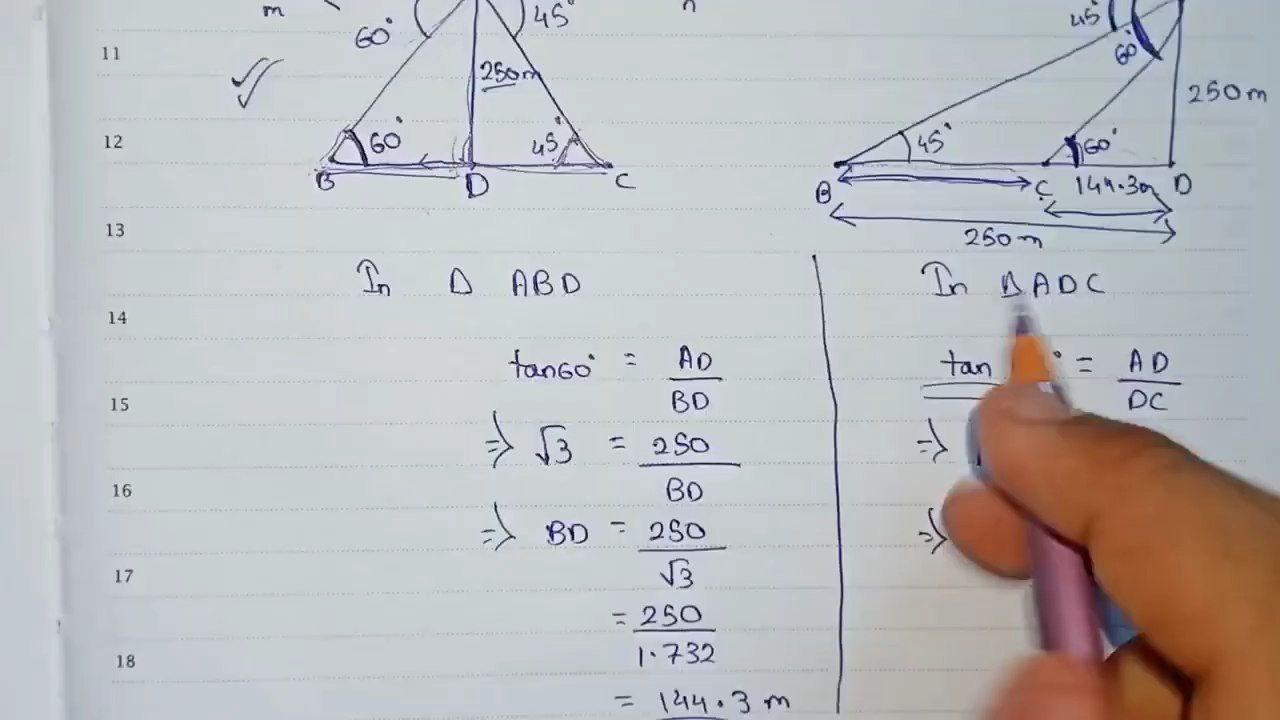 m
60°
45°
n
45°
60°
11
250m
250m
12
60°
45°
45°
60°
B
D
C
B
C
144.3m
D
13
250m
In Δ ABD
In Δ ADC
14
tan60° = AD
BD
tan ° = AD
DC
15
⇒ √3 = 250
BD
⇒
16
⇒ BD = 250
√3
⇒
17
= 250
1.732
18
= 144.3 m